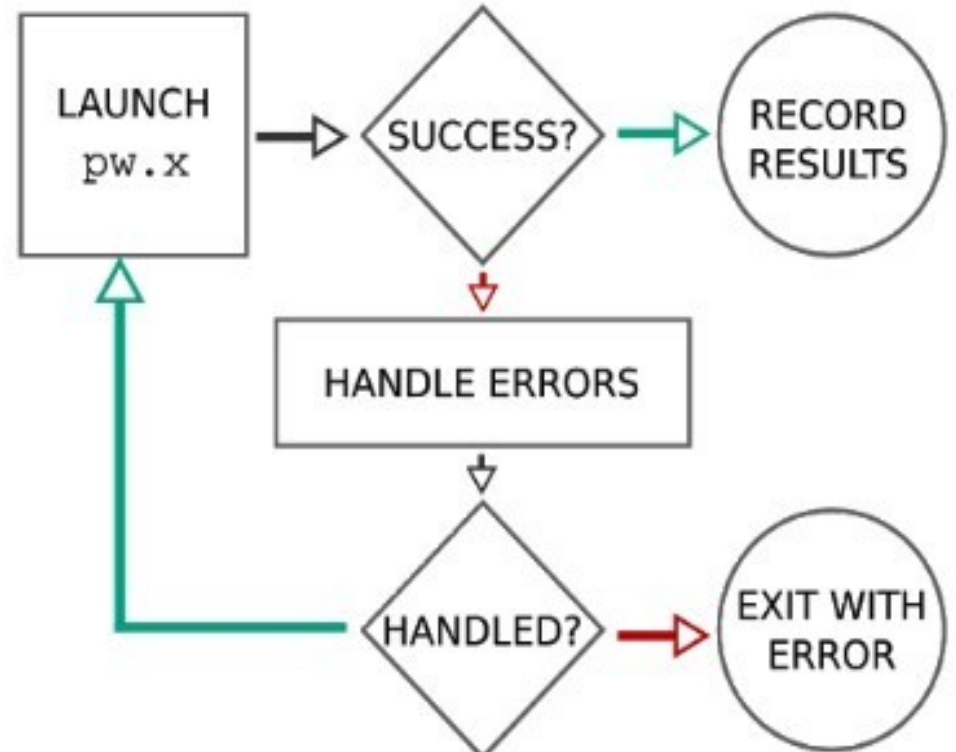 LAUNCH
pw.x
SUCCESS?
RECORD
RESULTS
HANDLE ERRORS
HANDLED?
EXIT WITH
ERROR